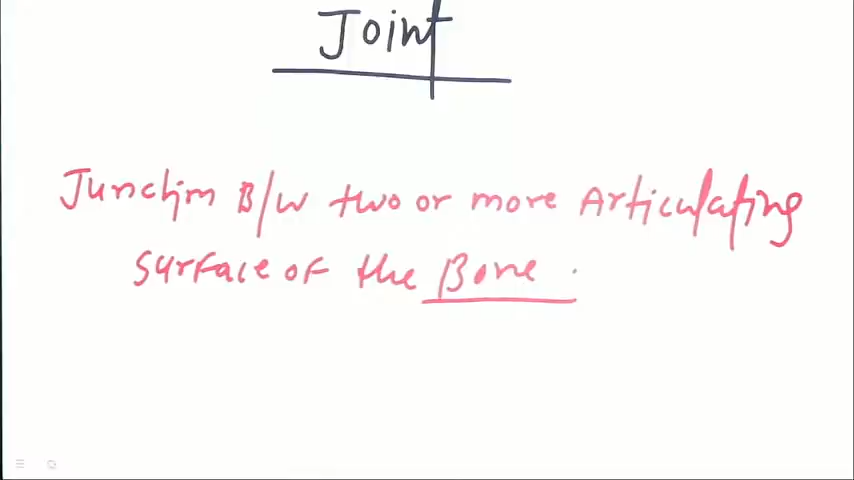 Joint
Junction B/W two or more Articulating
surface of the Bone.